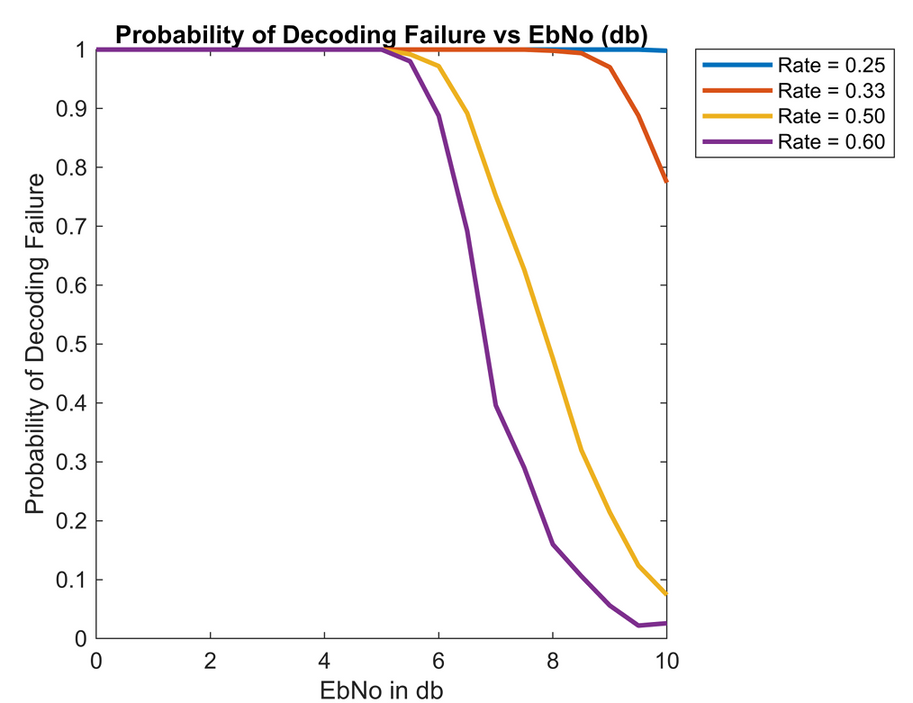 Probability of Decoding Failure vs EbNo (db)
1
0.9
0.8
0.7
0.6
0.5
0.4
0.3
0.2
0.1
0
Probability of Decoding Failure
0 2 4 6 8 10
EbNo in db
Rate = 0.25
Rate = 0.33
Rate = 0.50
Rate = 0.60